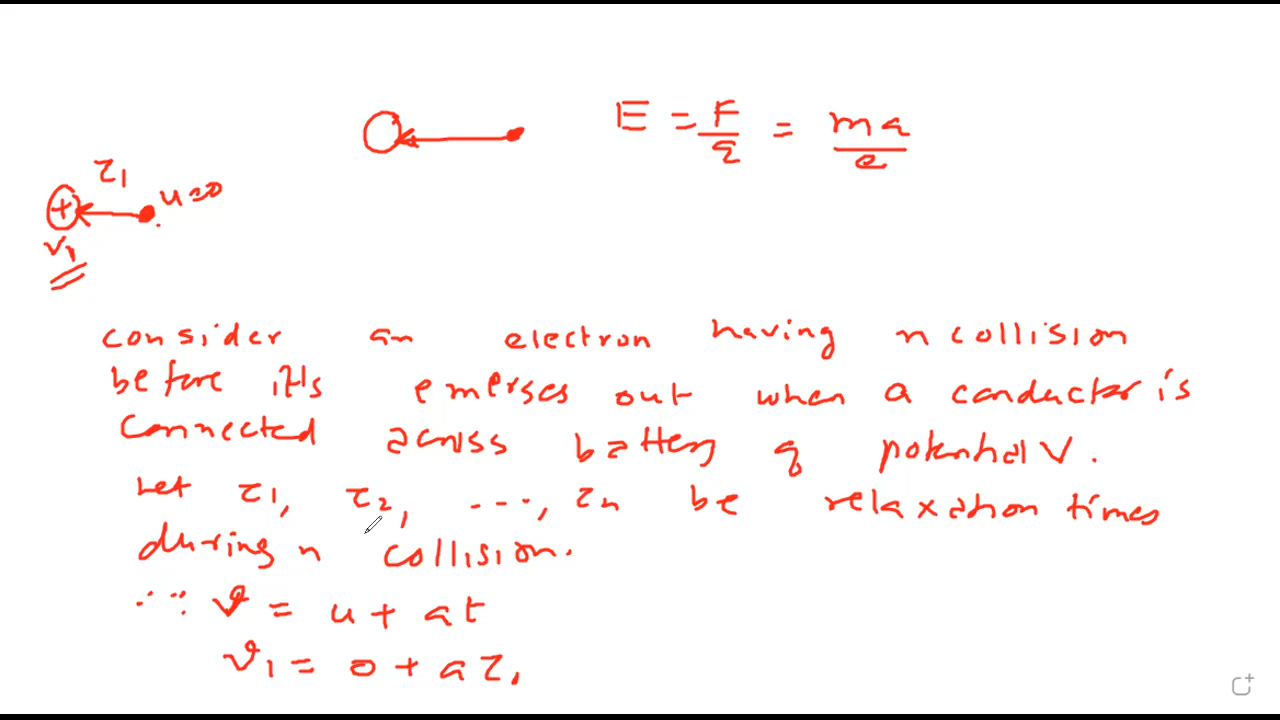 E = F/q = ma/e
τ1
u=0
+
v1
consider an electron having n collision
before it's emerges out when a conductor is
connected across battery of potential V.
Let τ1, τ2, ...., τn be relaxation times
during n collision.
∵ v = u + at
v1 = 0 + aτ1